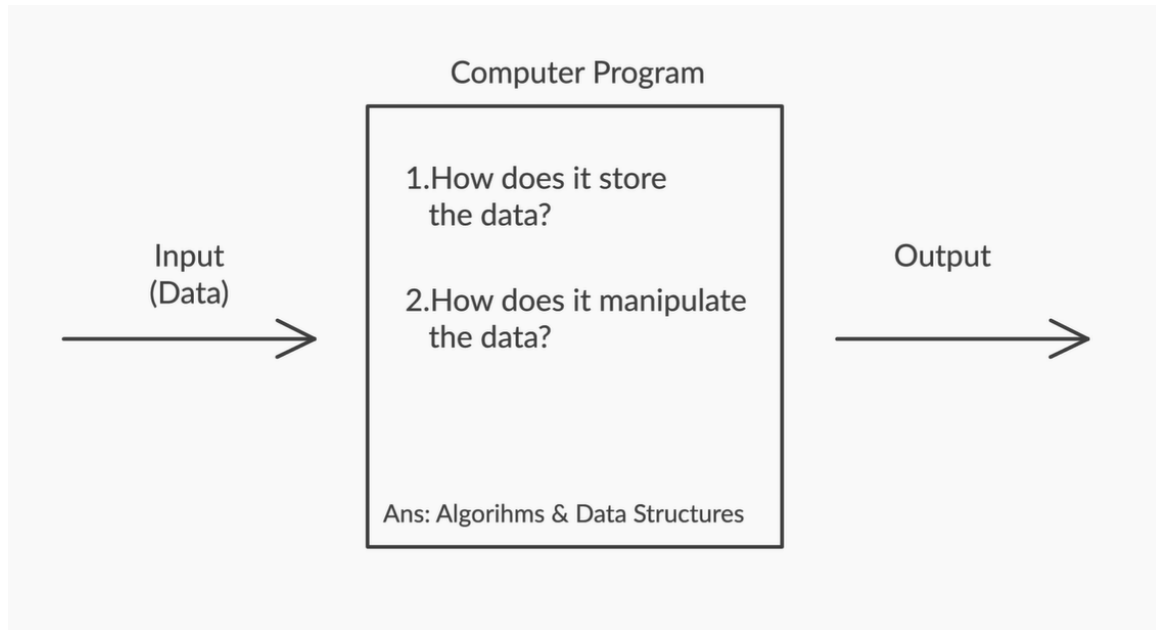 Computer Program
1.How does it store
the data?
Input
(Data)
2.How does it manipulate
the data?
Output
Ans: Algorihms & Data Structures